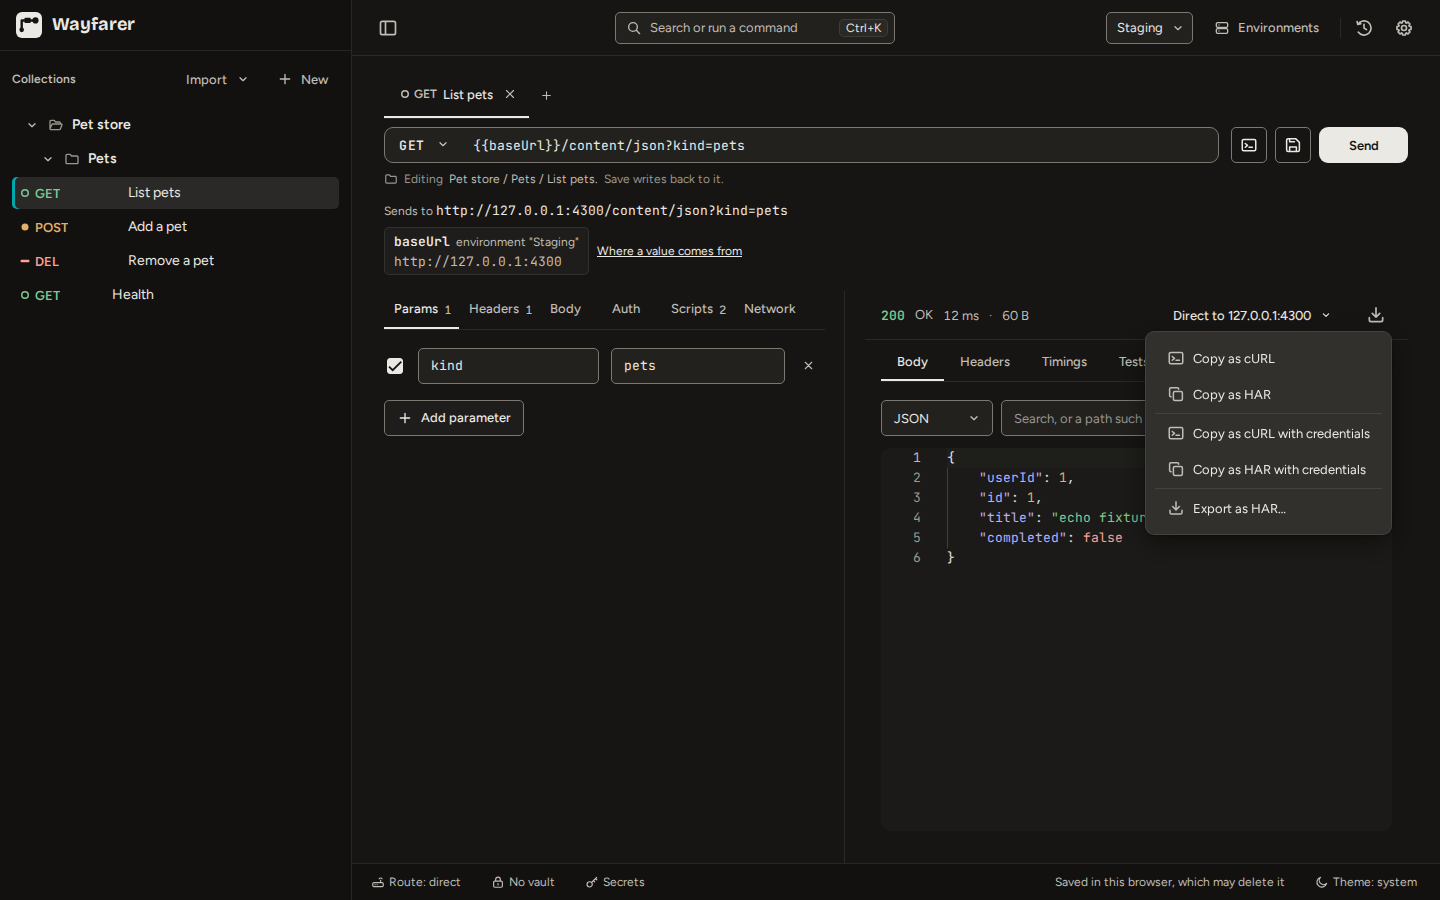 Wayfarer
Search or run a command Ctrl+K
Staging
Environments
Collections
Import
New
Pet store
Pets
GET List pets
POST Add a pet
DEL Remove a pet
GET Health
GET List pets
GET {{baseUrl}}/content/json?kind=pets
Send
Editing Pet store / Pets / List pets. Save writes back to it.
Sends to http://127.0.0.1:4300/content/json?kind=pets
baseUrl environment "Staging"
http://127.0.0.1:4300
Where a value comes from
Params 1 Headers 1 Body Auth Scripts 2 Network
kind pets
Add parameter
200 OK 12 ms · 60 B
Direct to 127.0.0.1:4300
Body Headers Timings Tests
JSON
Search, or a path such
1 {
2 "userId": 1,
3 "id": 1,
4 "title": "echo fixtur
5 "completed": false
6 }
Copy as cURL
Copy as HAR
Copy as cURL with credentials
Copy as HAR with credentials
Export as HAR...
Route: direct
No vault
Secrets
Saved in this browser, which may delete it
Theme: system